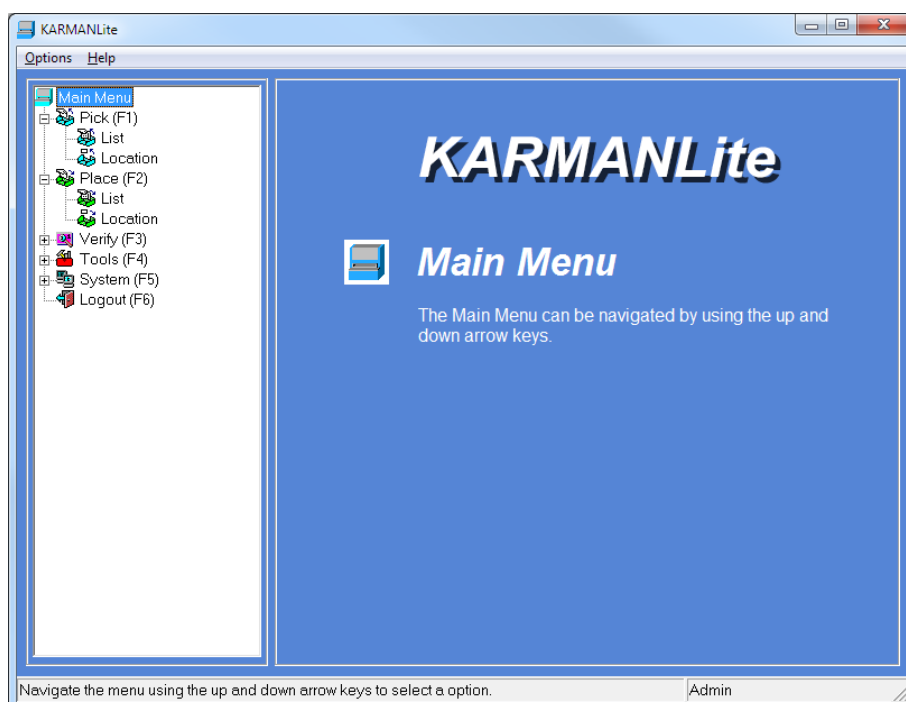 KARMANLite
Options Help
Main Menu
Pick (F1)
List
Location
Place (F2)
List
Location
Verify (F3)
Tools (F4)
System (F5)
Logout (F6)
KARMANLite
Main Menu
The Main Menu can be navigated by using the up and
down arrow keys.
Navigate the menu using the up and down arrow keys to select a option.
Admin